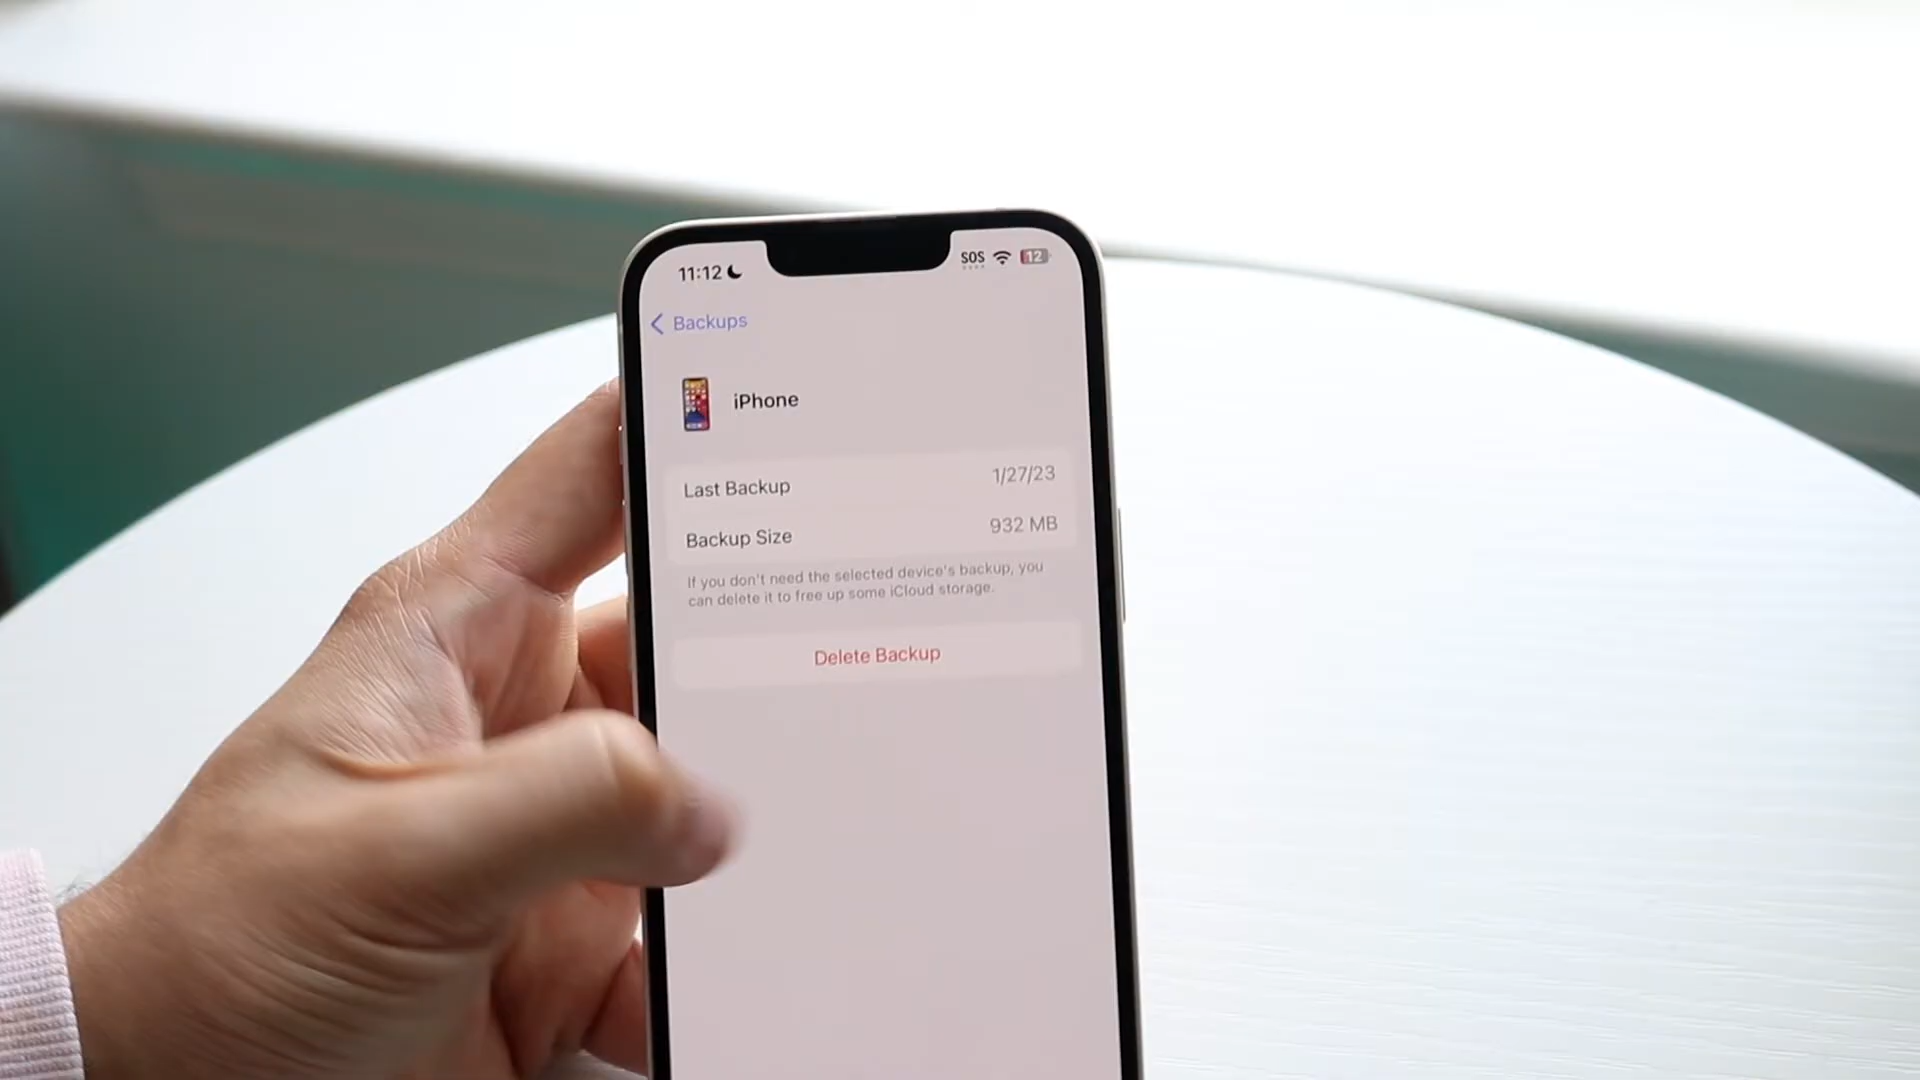 11:12
SOS 12
Backups
iPhone
Last Backup 1/27/23
Backup Size 932 MB
If you don't need the selected device's backup, you
can delete it to free up some iCloud storage.
Delete Backup